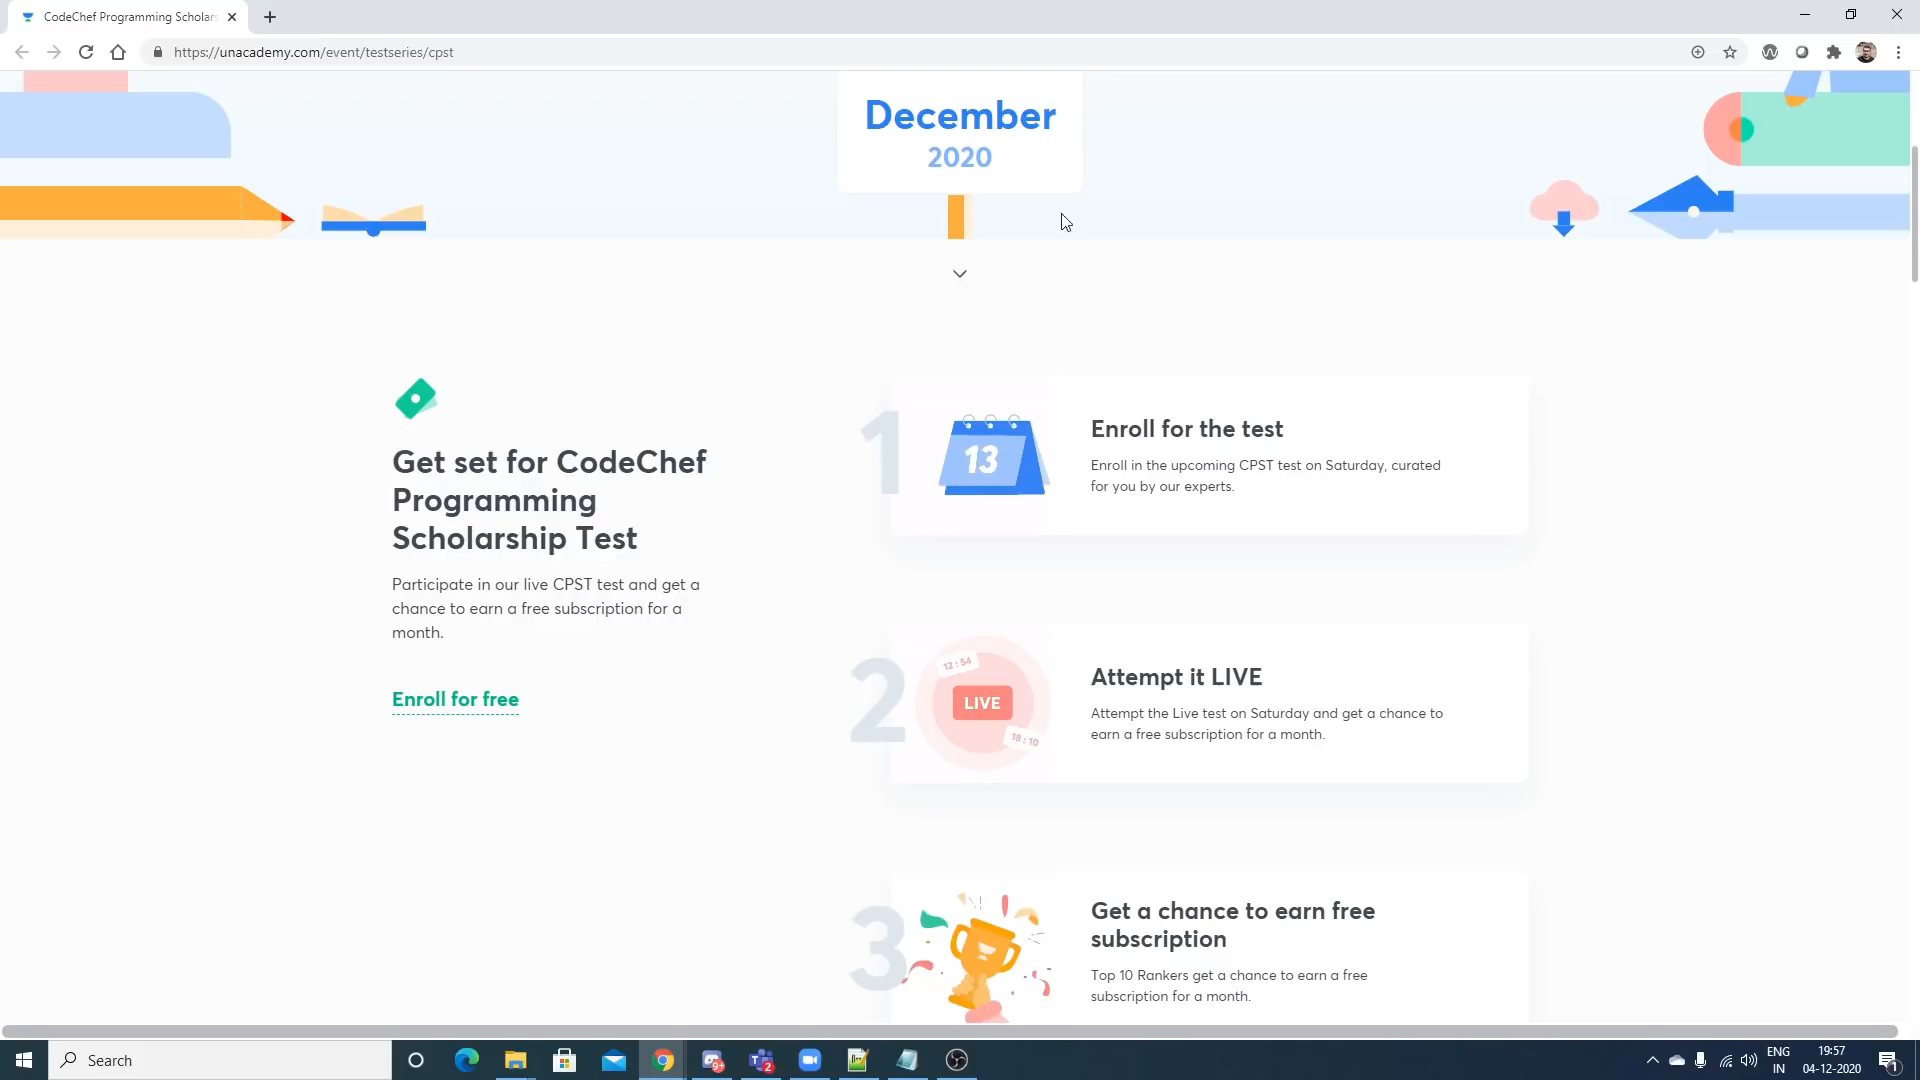 CodeChef Programming Scholars
https://unacademy.com/event/testseries/cpst
December
2020
Get set for CodeChef
Programming
Scholarship Test
Participate in our live CPST test and get a
chance to earn a free subscription for a
month.
Enroll for free
1
13
Enroll for the test
Enroll in the upcoming CPST test on Saturday, curated
for you by our experts.
2
12:54
LIVE
18:10
Attempt it LIVE
Attempt the Live test on Saturday and get a chance to
earn a free subscription for a month.
3
Get a chance to earn free
subscription
Top 10 Rankers get a chance to earn a free
subscription for a month.
Search
9+
2
ENG
IN
19:57
04-12-2020
1